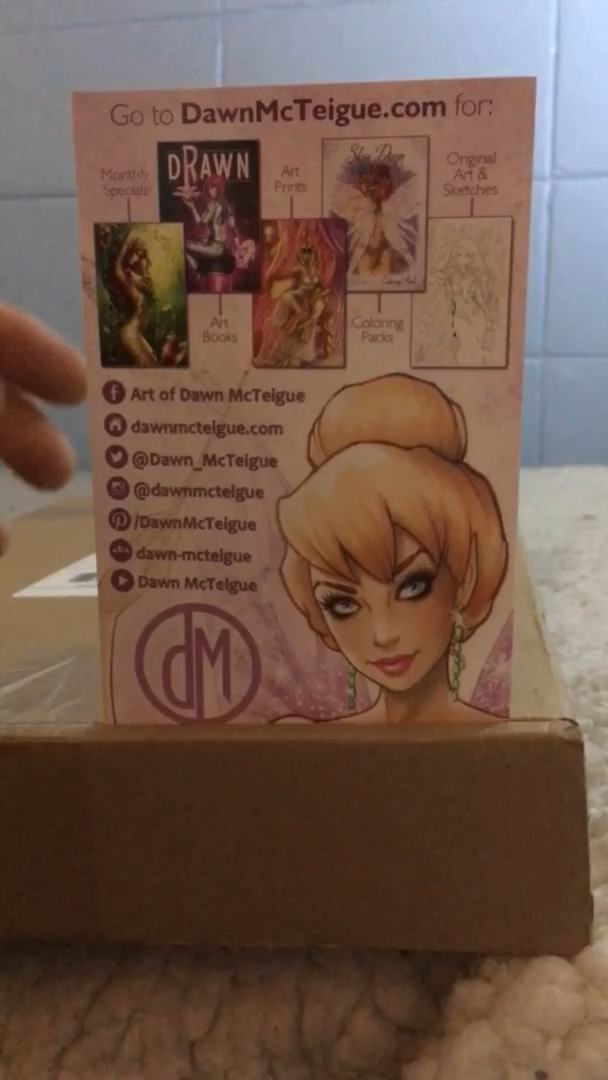 Go to DawnMcTeigue.com for:
Monthly
Specials
DRAWN
Art
Prints
Original
Art &
Sketches
Art
Books
Coloring
Packs
Art of Dawn McTeigue
dawnmcteigue.com
@Dawn_McTeigue
@dawnmcteigue
/DawnMcTeigue
dawn-mcteigue
Dawn McTeigue
dM